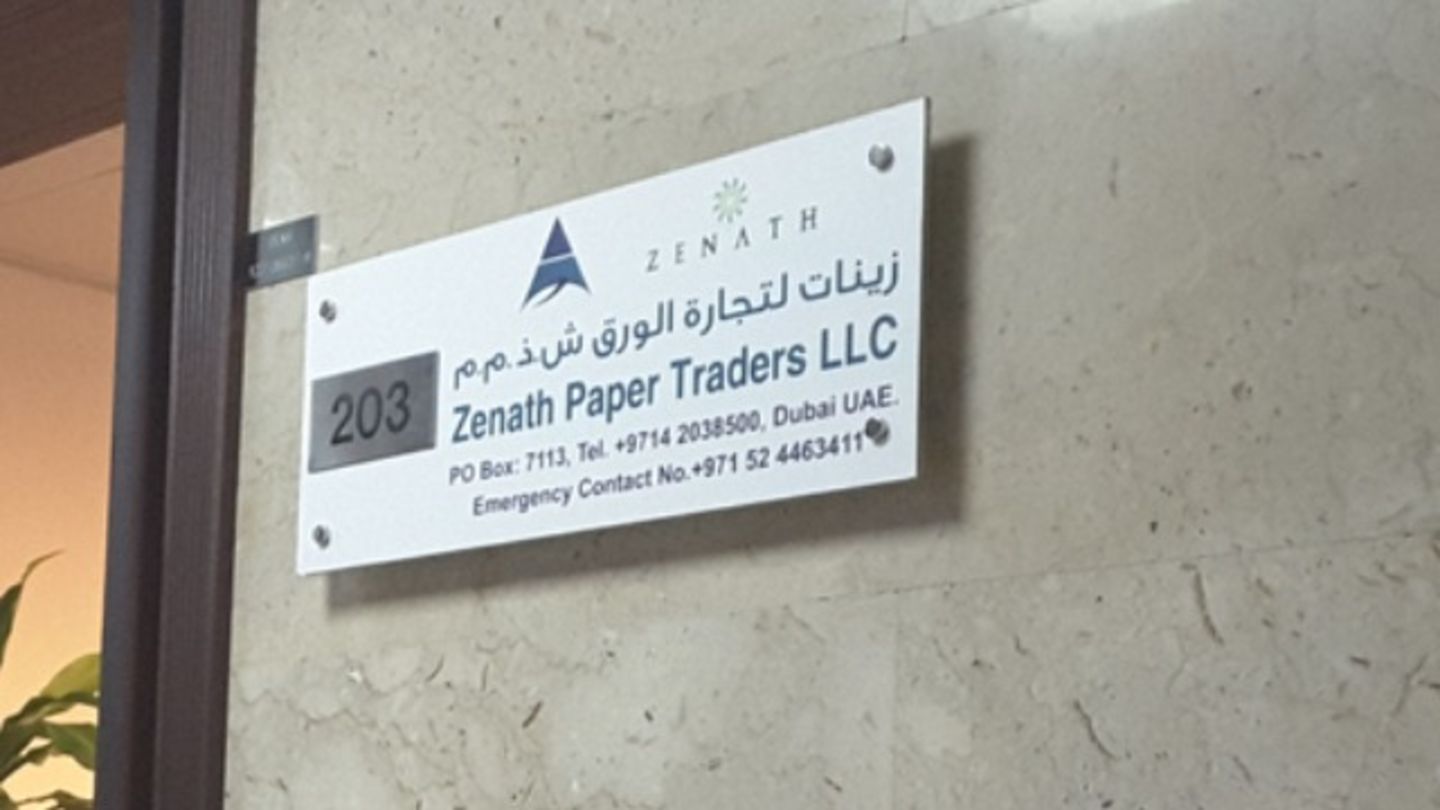 ZENATH
زينات لتجارة الورق ش.ذ.م.م
203
Zenath Paper Traders LLC
PO Box: 7113, Tel. +9714 2038500, Dubai UAE.
Emergency Contact No.+971 52 4463411